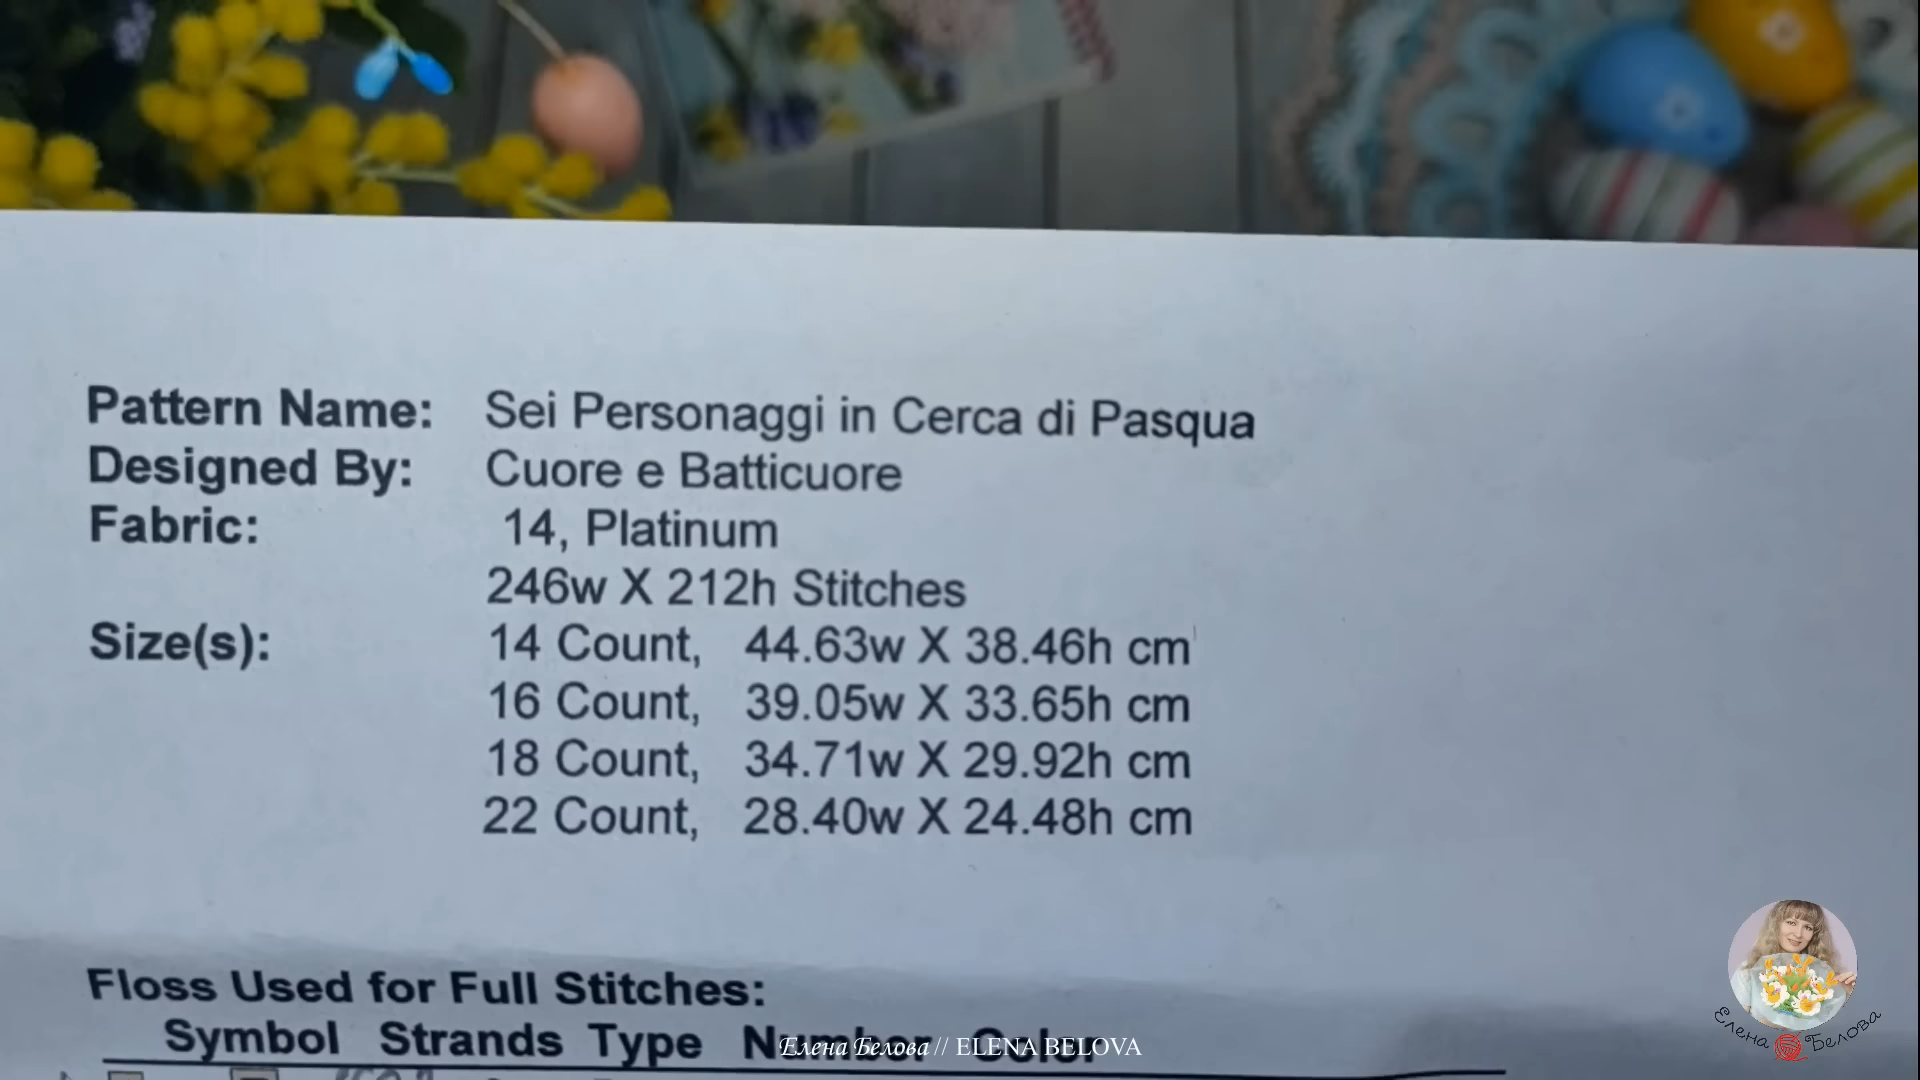 Pattern Name: Sei Personaggi in Cerca di Pasqua
Designed By: Cuore e Batticuore
Fabric: 14, Platinum
246w X 212h Stitches
Size(s): 14 Count, 44.63w X 38.46h cm
16 Count, 39.05w X 33.65h cm
18 Count, 34.71w X 29.92h cm
22 Count, 28.40w X 24.48h cm
Floss Used for Full Stitches:
Symbol Strands Type Number Color
Елена Белова // ELENA BELOVA
Елена Белова